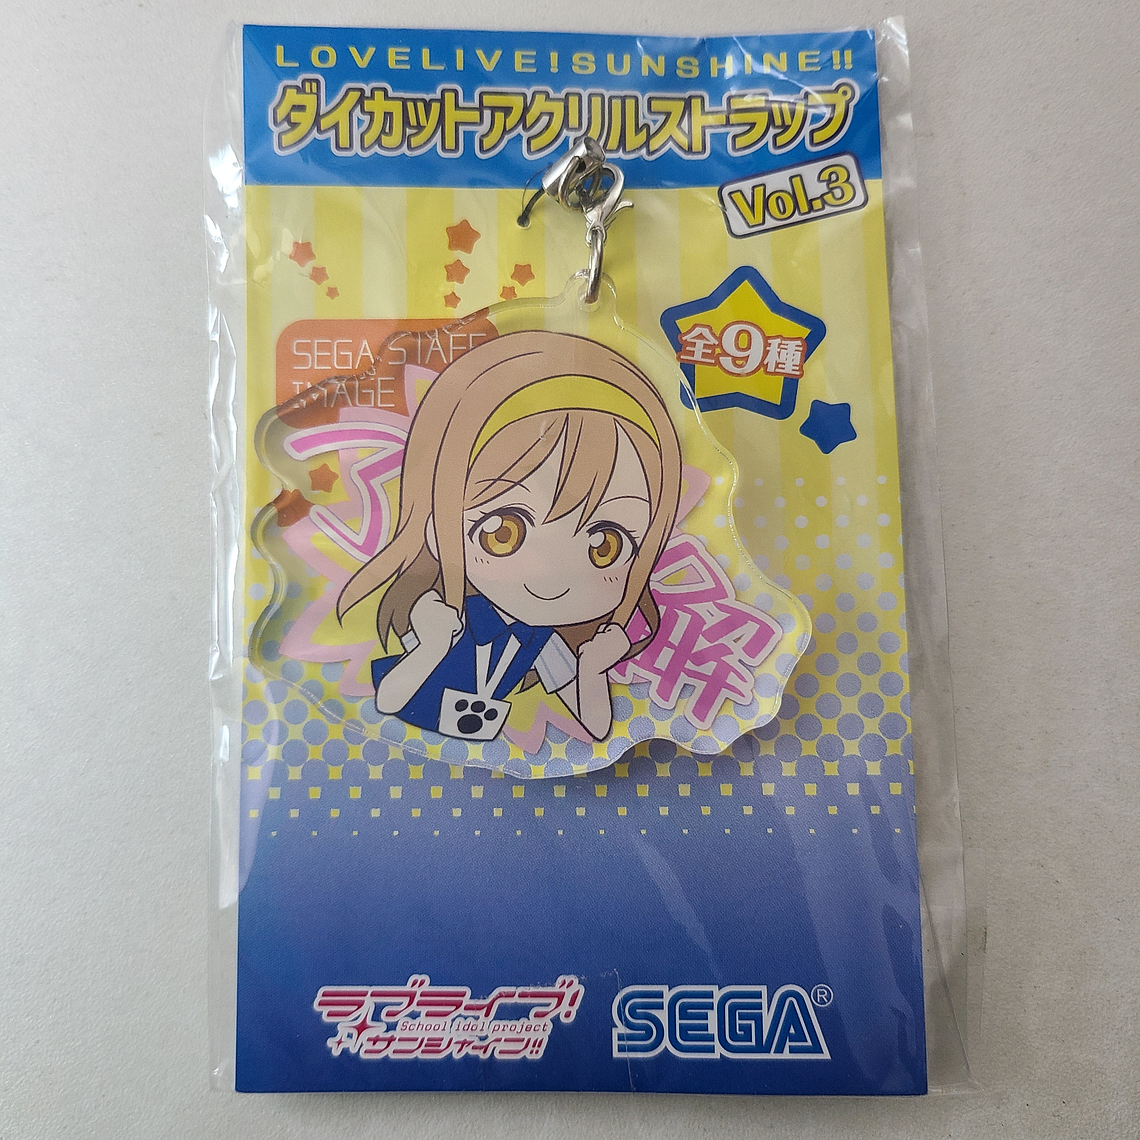 LOVELIVE!SUNSHINE!!
ダイカットアクリルストラップ
Vol.3
全9種
SEGA STAFF
IMAGE
解
ラブライブ!
School idol project
サンシャイン!!
SEGA®